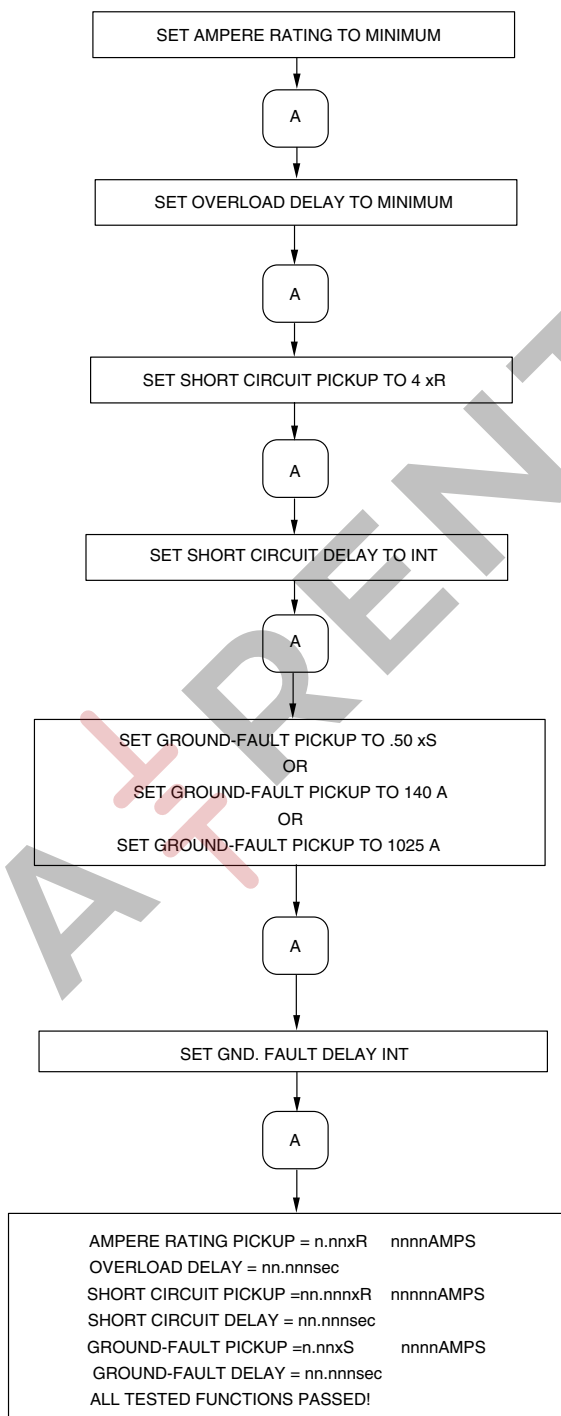 SET AMPERE RATING TO MINIMUM
A
SET OVERLOAD DELAY TO MINIMUM
A
SET SHORT CIRCUIT PICKUP TO 4 xR
A
SET SHORT CIRCUIT DELAY TO INT
A
SET GROUND-FAULT PICKUP TO .50 xS
OR
SET GROUND-FAULT PICKUP TO 140 A
OR
SET GROUND-FAULT PICKUP TO 1025 A
A
SET GND. FAULT DELAY INT
A
AMPERE RATING PICKUP = n.nnxR nnnnAMPS
OVERLOAD DELAY = nn.nnnsec
SHORT CIRCUIT PICKUP =nn.nnnxR nnnnnAMPS
SHORT CIRCUIT DELAY = nn.nnnsec
GROUND-FAULT PICKUP =n.nnxS nnnnAMPS
GROUND-FAULT DELAY = nn.nnnsec
ALL TESTED FUNCTIONS PASSED!